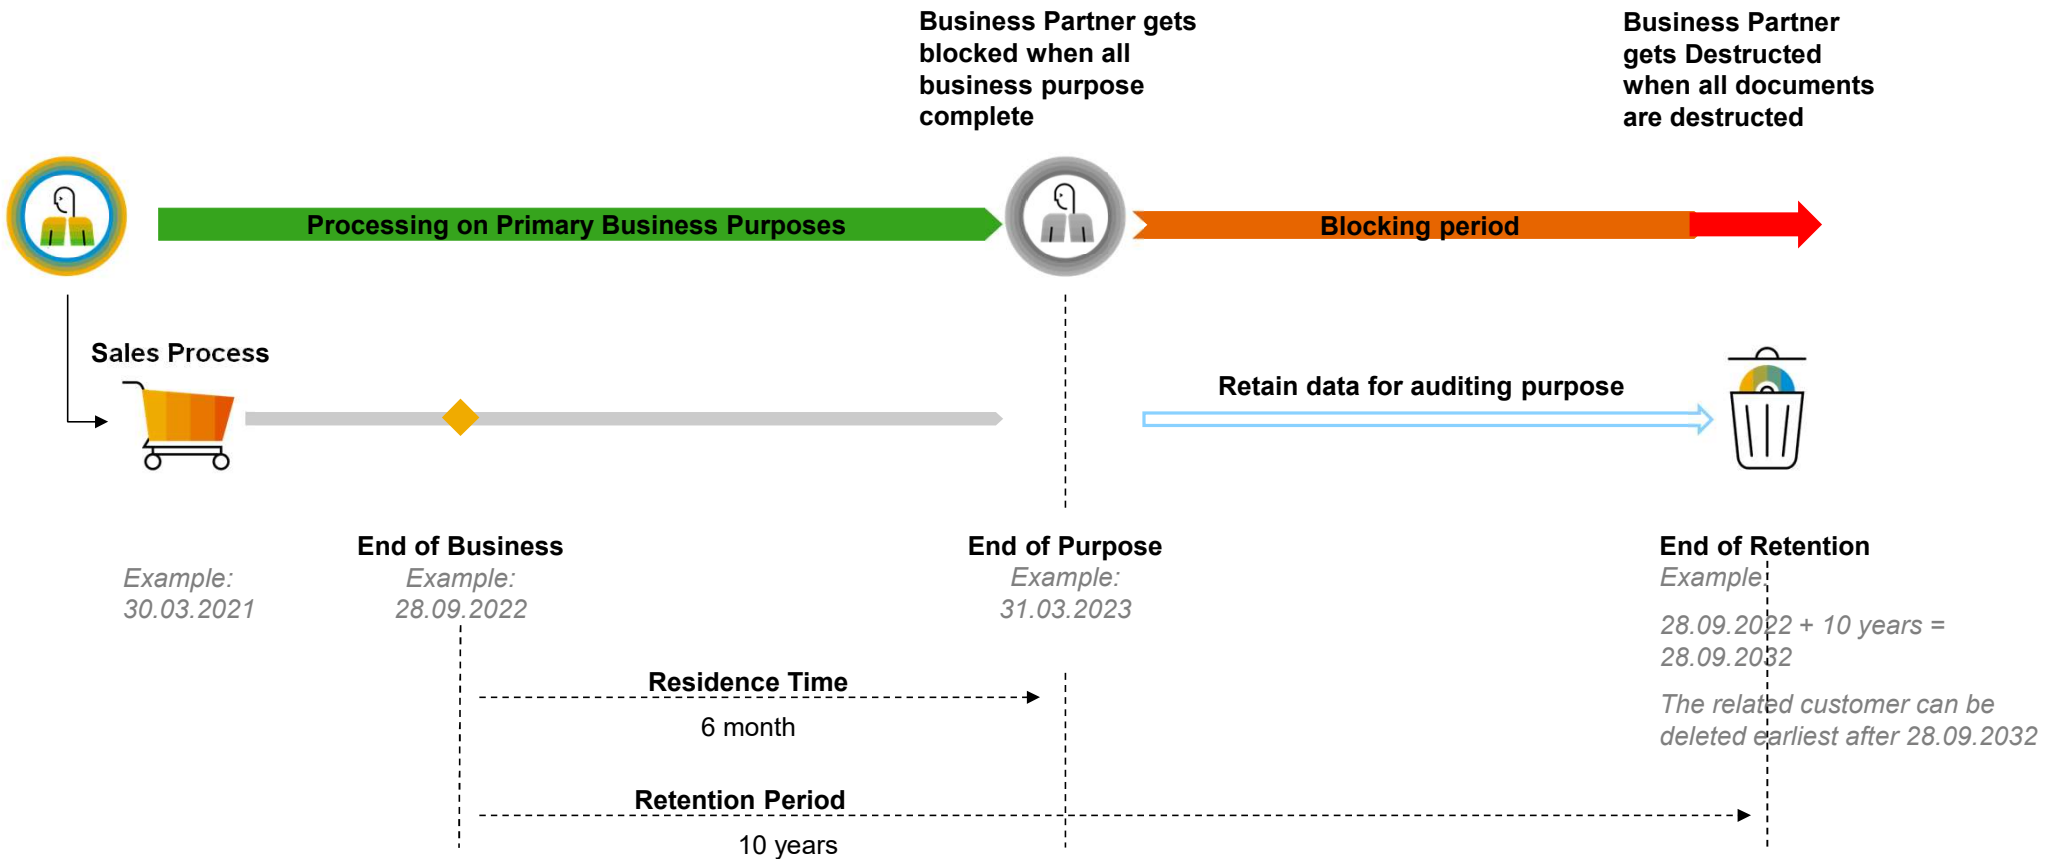 Business Partner gets
blocked when all
business purpose
complete
Business Partner
gets Destructed
when all documents
are destructed
Processing on Primary Business Purposes
Blocking period
Sales Process
Retain data for auditing purpose
Example:
30.03.2021
End of Business
Example:
28.09.2022
End of Purpose
Example:
31.03.2023
End of Retention
Example:
28.09.2022 + 10 years =
28.09.2032
The related customer can be
deleted earliest after 28.09.2032
Residence Time
6 month
Retention Period
10 years